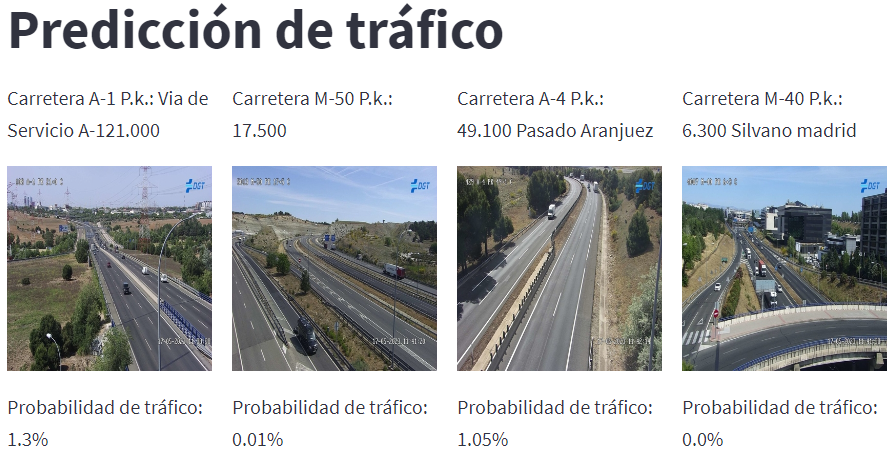 Predicción de tráfico
Carretera A-1 P.k.: Via de
Servicio A-121.000
Carretera M-50 P.k.:
17.500
Carretera A-4 P.k.:
49.100 Pasado Aranjuez
Carretera M-40 P.k.:
6.300 Silvano madrid
DGT
DGT
DGT
DGT
Probabilidad de tráfico:
1.3%
Probabilidad de tráfico:
0.01%
Probabilidad de tráfico:
1.05%
Probabilidad de tráfico:
0.0%